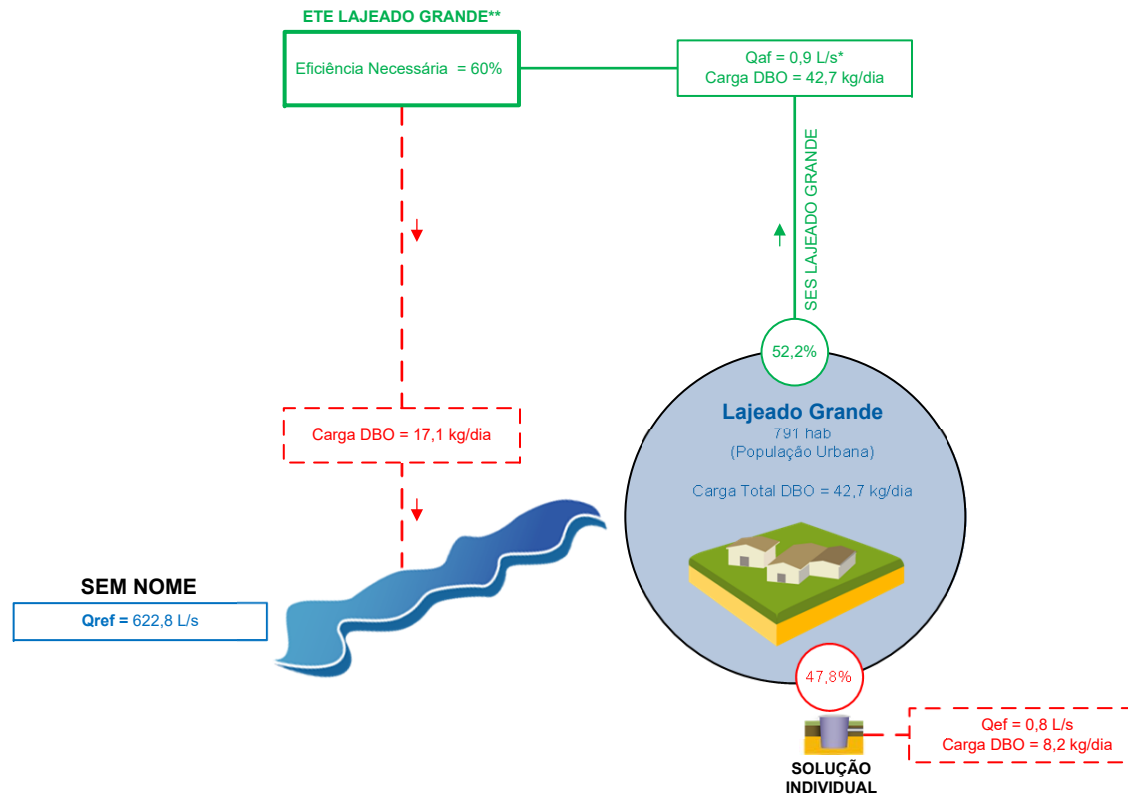 ETE LAJEADO GRANDE**
Eficiência Necessária = 60%
Qaf = 0,9 L/s*
Carga DBO = 42,7 kg/dia
SES LAJEADO GRANDE
52,2%
Lajeado Grande
791 hab
(População Urbana)
Carga Total DBO = 42,7 kg/dia
Carga DBO = 17,1 kg/dia
SEM NOME
Qref = 622,8 L/s
47,8%
Qef = 0,8 L/s
Carga DBO = 8,2 kg/dia
SOLUÇÃO
INDIVIDUAL